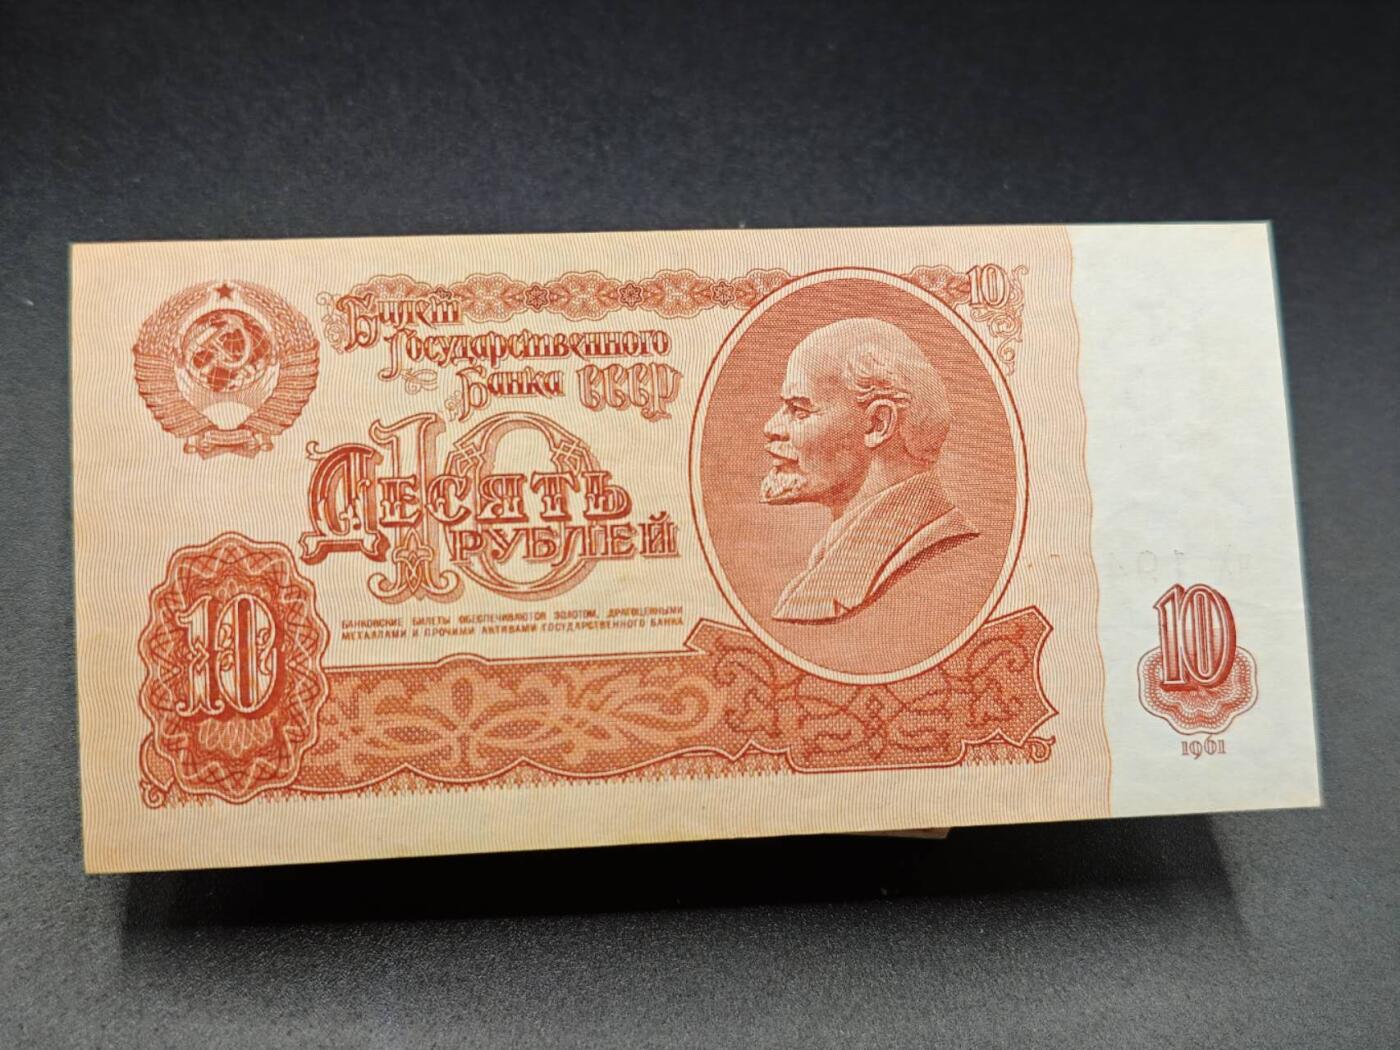 Билет
Государственного
Банка СССР
10
10
Десять
рублей
БАНКОВСКИЕ БИЛЕТЫ ОБЕСПЕЧИВАЮТСЯ ЗОЛОТОМ, ДРАГОЦЕННЫМИ
МЕТАЛЛАМИ И ПРОЧИМИ АКТИВАМИ ГОСУДАРСТВЕННОГО БАНКА
10
10
1961